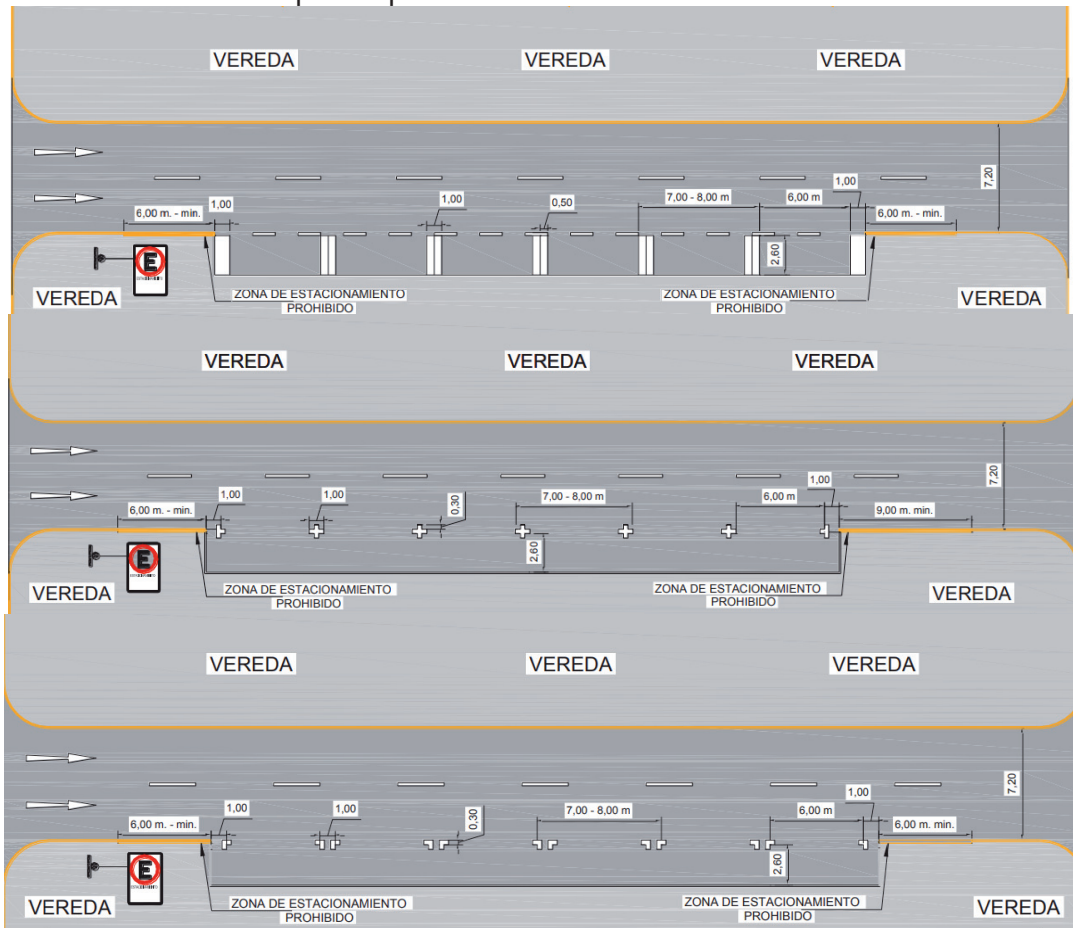 VEREDA
VEREDA
VEREDA
7,20
1,00
6,00 m. - min.
1,00
1,00
0,50
7,00 - 8,00 m
6,00 m
6,00 m. - min.
2,60
E
VEREDA
ZONA DE ESTACIONAMIENTO
PROHIBIDO
ZONA DE ESTACIONAMIENTO
PROHIBIDO
VEREDA
VEREDA
VEREDA
VEREDA
7,20
1,00
6,00 m. - min.
1,00
1,00
0,30
7,00 - 8,00 m
6,00 m
9,00 m. min.
2,60
E
VEREDA
ZONA DE ESTACIONAMIENTO
PROHIBIDO
ZONA DE ESTACIONAMIENTO
PROHIBIDO
VEREDA
VEREDA
VEREDA
VEREDA
7,20
1,00
6,00 m. - min.
1,00
1,00
0,30
7,00 - 8,00 m
6,00 m
6,00 m. min.
2,60
E
VEREDA
ZONA DE ESTACIONAMIENTO
PROHIBIDO
ZONA DE ESTACIONAMIENTO
PROHIBIDO
VEREDA